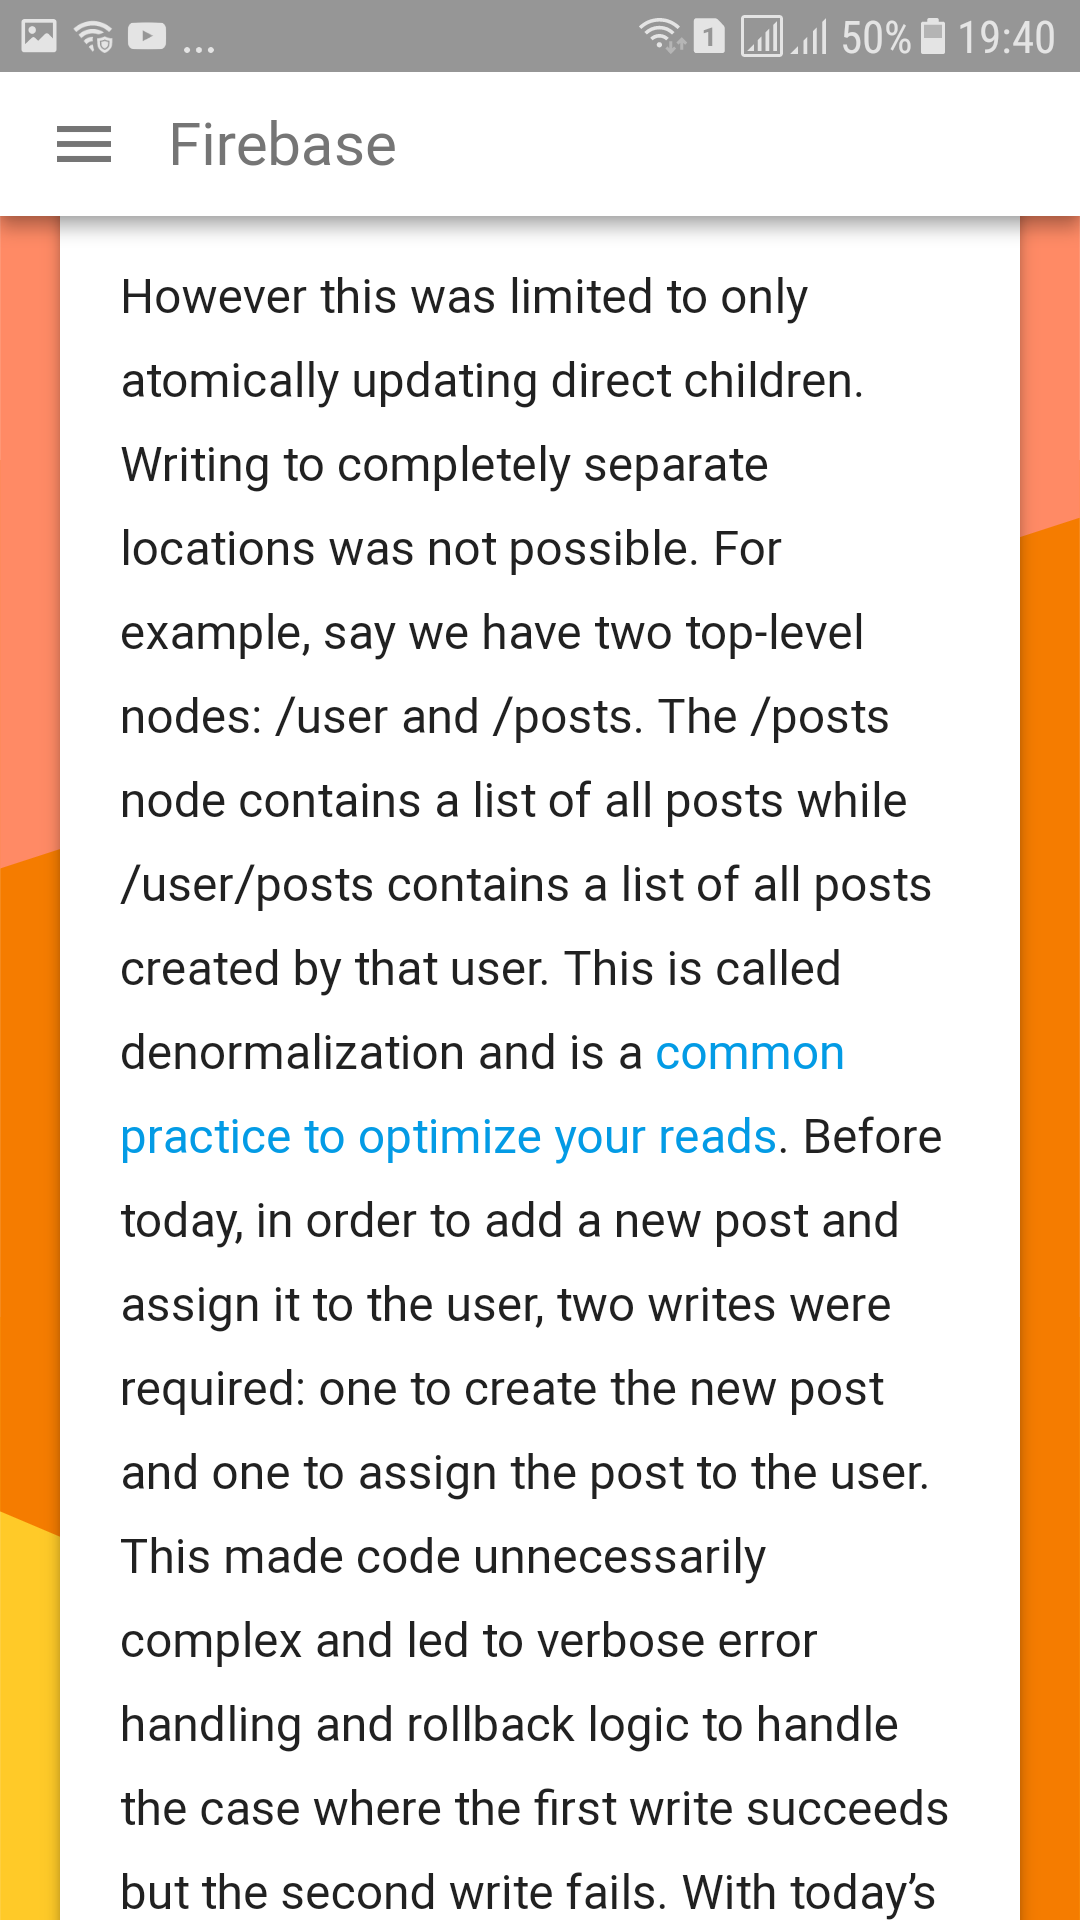 ... 1 50% 19:40
Firebase
However this was limited to only
atomically updating direct children.
Writing to completely separate
locations was not possible. For
example, say we have two top-level
nodes: /user and /posts. The /posts
node contains a list of all posts while
/user/posts contains a list of all posts
created by that user. This is called
denormalization and is a common
practice to optimize your reads. Before
today, in order to add a new post and
assign it to the user, two writes were
required: one to create the new post
and one to assign the post to the user.
This made code unnecessarily
complex and led to verbose error
handling and rollback logic to handle
the case where the first write succeeds
but the second write fails. With today’s